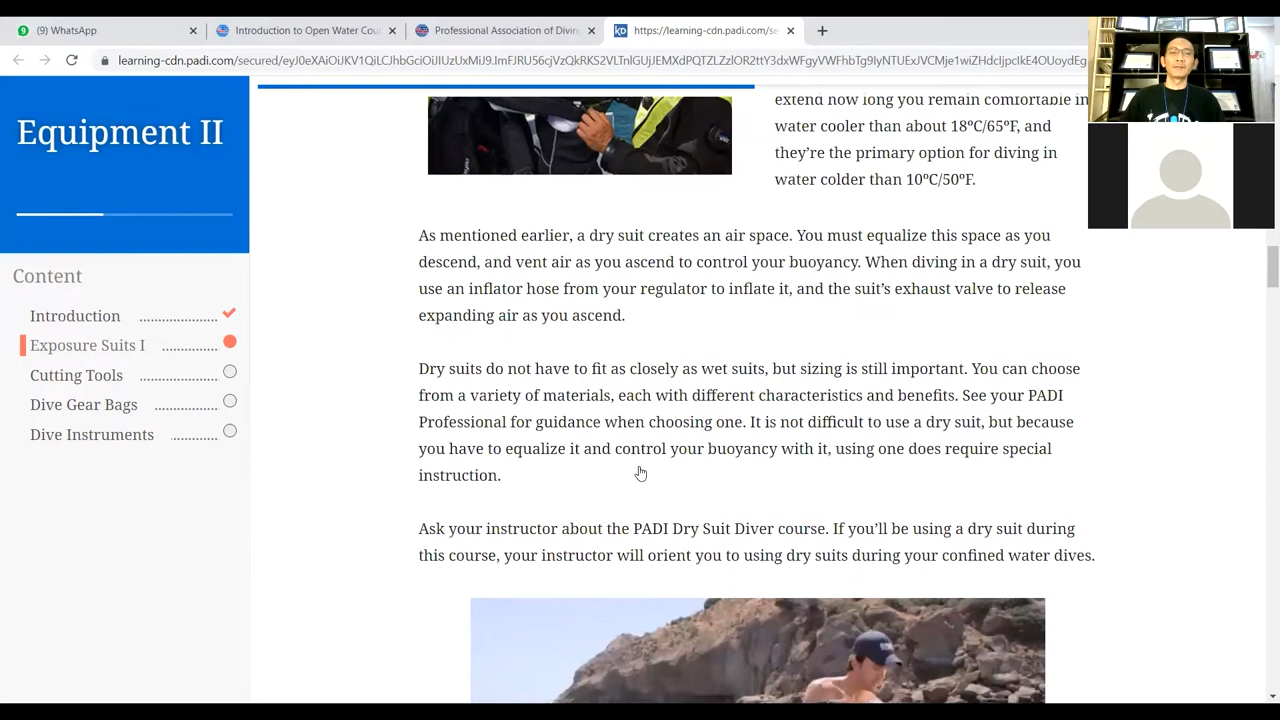 (9) WhatsApp
Introduction to Open Water Cou
Professional Association of Divin
https://learning-cdn.padi.com/se
Equipment II
Content
Introduction
Exposure Suits I
Cutting Tools
Dive Gear Bags
Dive Instruments
extend how long you remain comfortable in
water cooler than about 18ºC/65ºF, and
they're the primary option for diving in
water colder than 10ºC/50ºF.
As mentioned earlier, a dry suit creates an air space. You must equalize this space as you
descend, and vent air as you ascend to control your buoyancy. When diving in a dry suit, you
use an inflator hose from your regulator to inflate it, and the suit's exhaust valve to release
expanding air as you ascend.
Dry suits do not have to fit as closely as wet suits, but sizing is still important. You can choose
from a variety of materials, each with different characteristics and benefits. See your PADI
Professional for guidance when choosing one. It is not difficult to use a dry suit, but because
you have to equalize it and control your buoyancy with it, using one does require special
instruction.
Ask your instructor about the PADI Dry Suit Diver course. If you'll be using a dry suit during
this course, your instructor will orient you to using dry suits during your confined water dives.